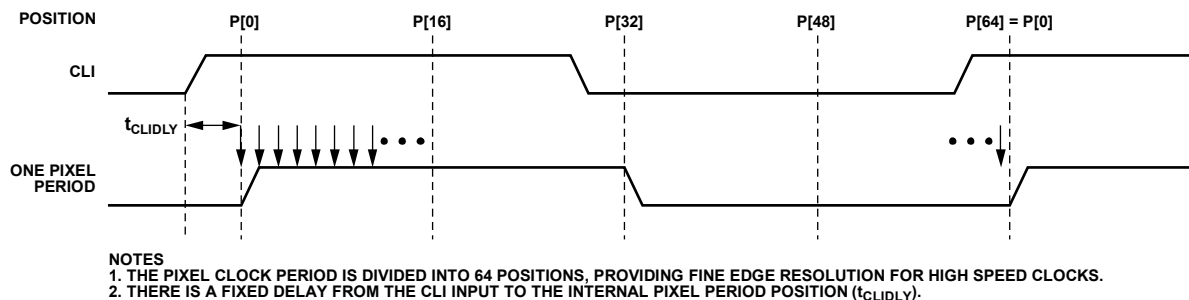 POSITION P[0] P[16] P[32] P[48] P[64] = P[0]
CLI
tCLIDLY
ONE PIXEL
PERIOD
NOTES
1. THE PIXEL CLOCK PERIOD IS DIVIDED INTO 64 POSITIONS, PROVIDING FINE EDGE RESOLUTION FOR HIGH SPEED CLOCKS.
2. THERE IS A FIXED DELAY FROM THE CLI INPUT TO THE INTERNAL PIXEL PERIOD POSITION (tCLIDLY).